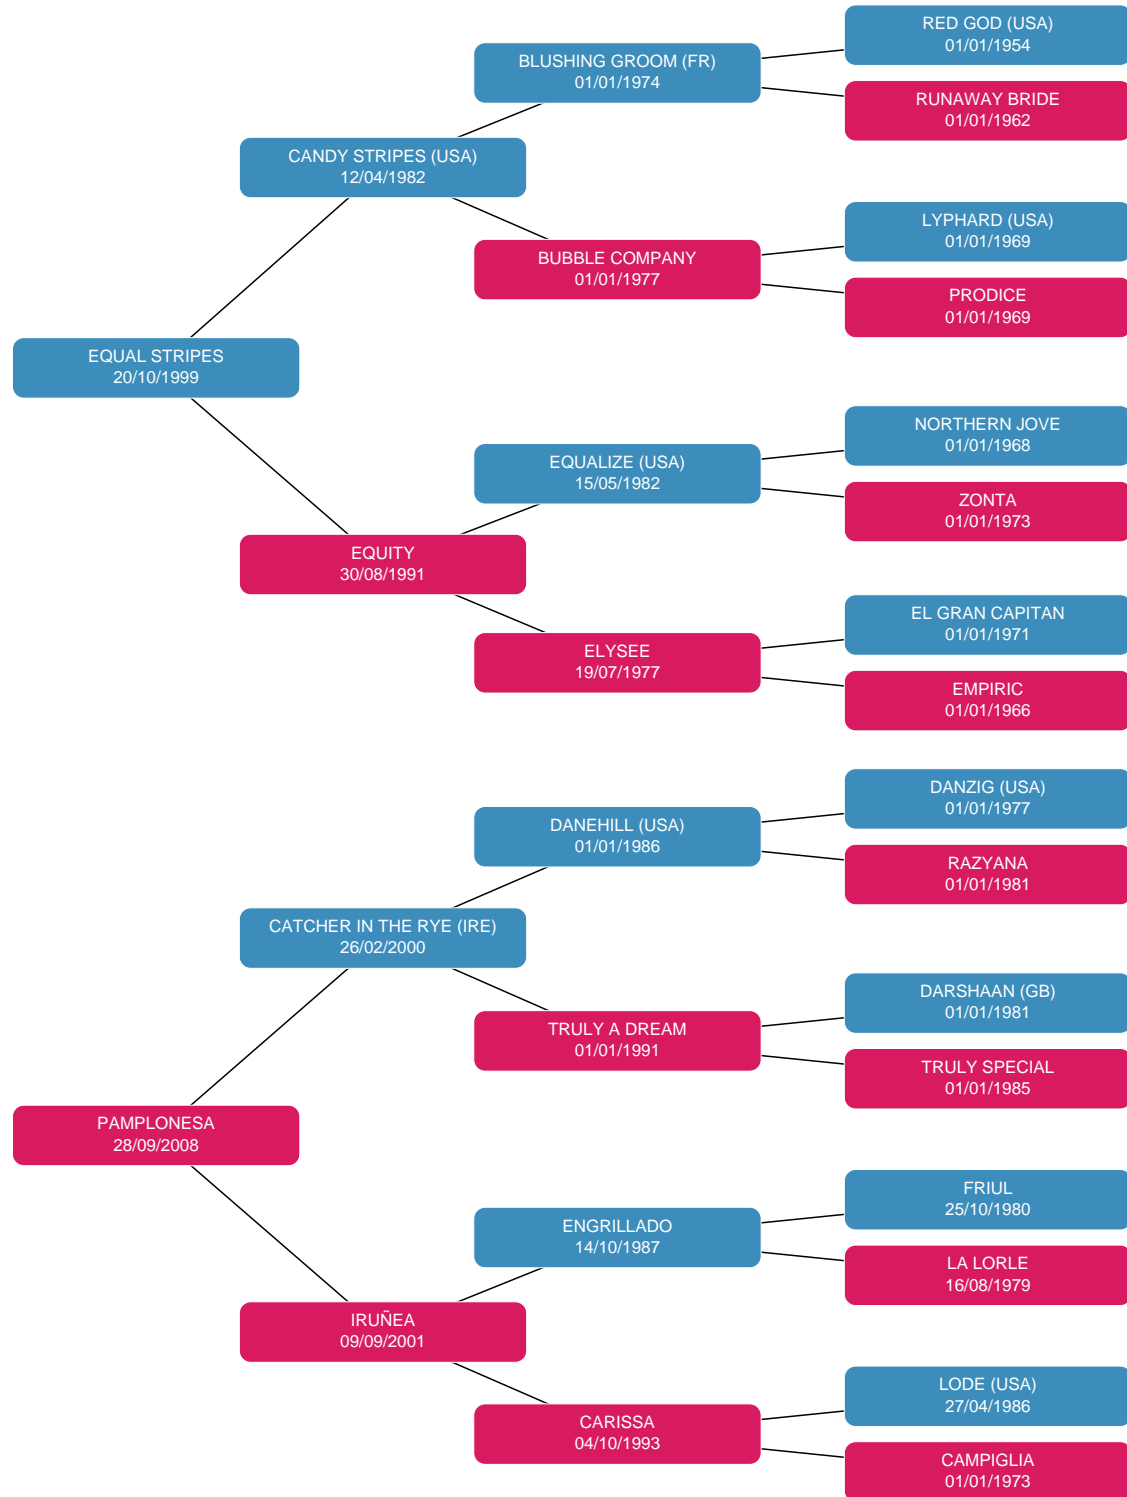 RED GOD (USA)
01/01/1954
BLUSHING GROOM (FR)
01/01/1974
RUNAWAY BRIDE
01/01/1962
CANDY STRIPES (USA)
12/04/1982
LYPHARD (USA)
01/01/1969
BUBBLE COMPANY
01/01/1977
PRODICE
01/01/1969
EQUAL STRIPES
20/10/1999
NORTHERN JOVE
01/01/1968
EQUALIZE (USA)
15/05/1982
ZONTA
01/01/1973
EQUITY
30/08/1991
EL GRAN CAPITAN
01/01/1971
ELYSEE
19/07/1977
EMPIRIC
01/01/1966
DANZIG (USA)
01/01/1977
DANEHILL (USA)
01/01/1986
RAZYANA
01/01/1981
CATCHER IN THE RYE (IRE)
26/02/2000
DARSHAAN (GB)
01/01/1981
TRULY A DREAM
01/01/1991
TRULY SPECIAL
01/01/1985
PAMPLONESA
28/09/2008
FRIUL
25/10/1980
ENGRILLADO
14/10/1987
LA LORLE
16/08/1979
IRUÑEA
09/09/2001
LODE (USA)
27/04/1986
CARISSA
04/10/1993
CAMPIGLIA
01/01/1973